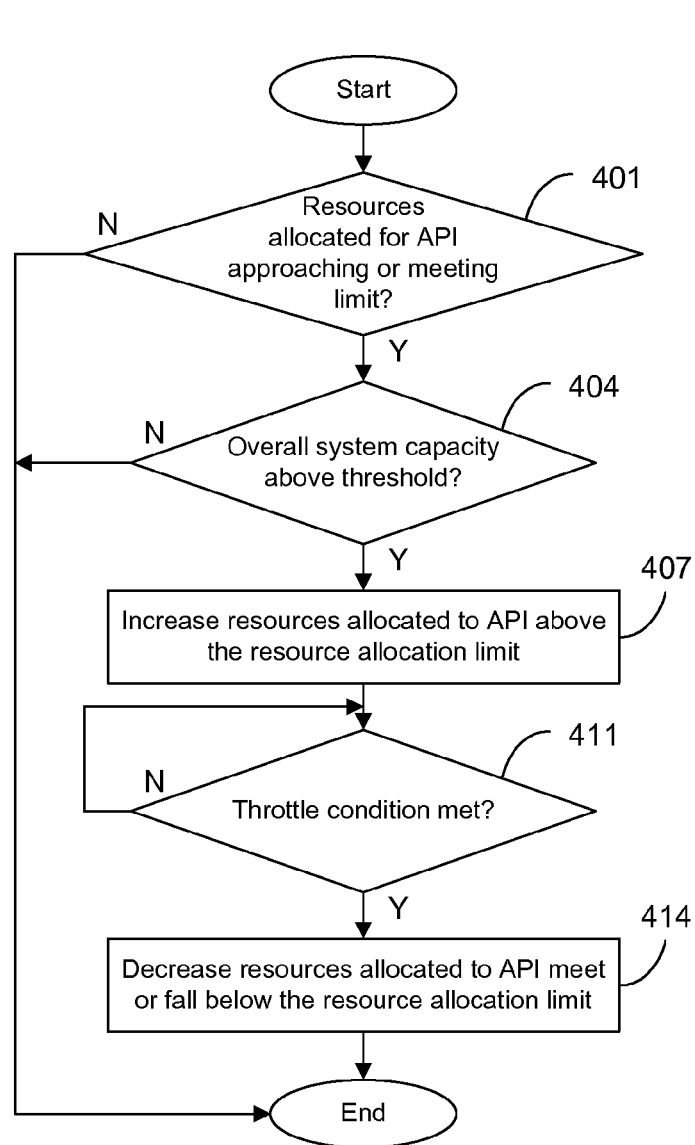 Start
401
N
Resources
allocated for API
approaching or meeting
limit?
Y
404
N
Overall system capacity
above threshold?
Y
407
Increase resources allocated to API above
the resource allocation limit
411
N
Throttle condition met?
Y
414
Decrease resources allocated to API meet
or fall below the resource allocation limit
End